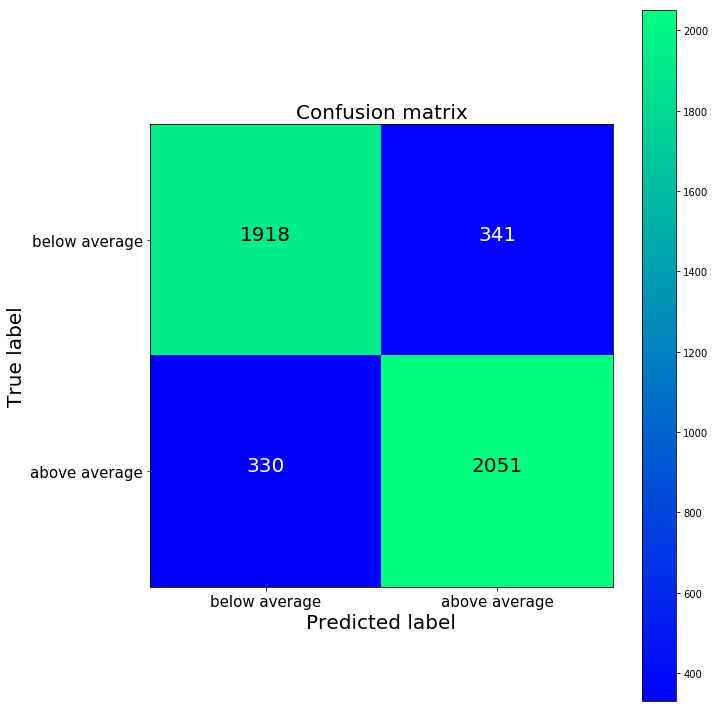 Confusion matrix
True label
below average
above average
1918
341
330
2051
below average
above average
Predicted label
2000
1800
1600
1400
1200
1000
800
600
400